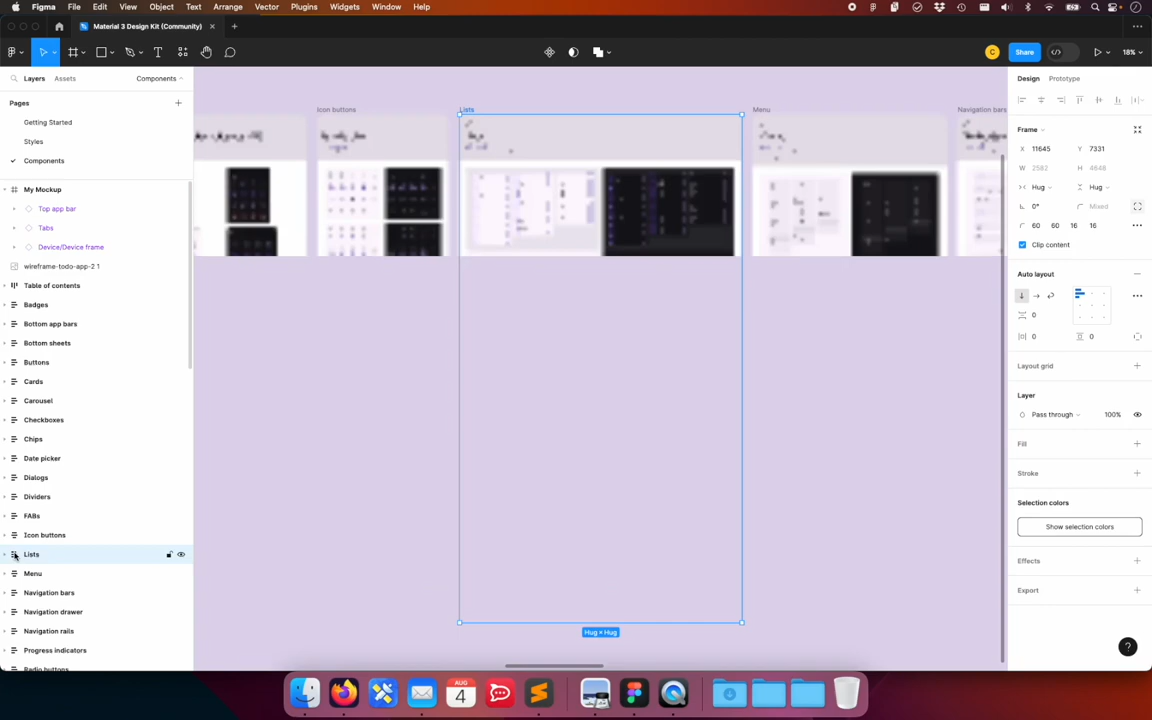 Figma File Edit View Object Text Arrange Vector Plugins Widgets Window Help
Material 3 Design Kit (Community)
C
Share
18%
Layers Assets Components
Pages
Getting Started
Styles
Components
My Mockup
Top app bar
Tabs
Device/Device frame
wireframe-todo-app-2 1
Table of contents
Badges
Bottom app bars
Bottom sheets
Buttons
Cards
Carousel
Checkboxes
Chips
Date picker
Dialogs
Dividers
FABs
Icon buttons
Lists
Menu
Navigation bars
Navigation drawer
Navigation rails
Progress indicators
Radio buttons
Icon buttons
Lists
Menu
Navigation bars
Hug × Hug
Design Prototype
Frame
X 11645 Y 7331
W 2582 H 4648
Hug Hug
0° Mixed
60 60 16 16
Clip content
Auto layout
0
0 0
Layout grid
Layer
Pass through 100%
Fill
Stroke
Selection colors
Show selection colors
Effects
Export
?
AUG
4